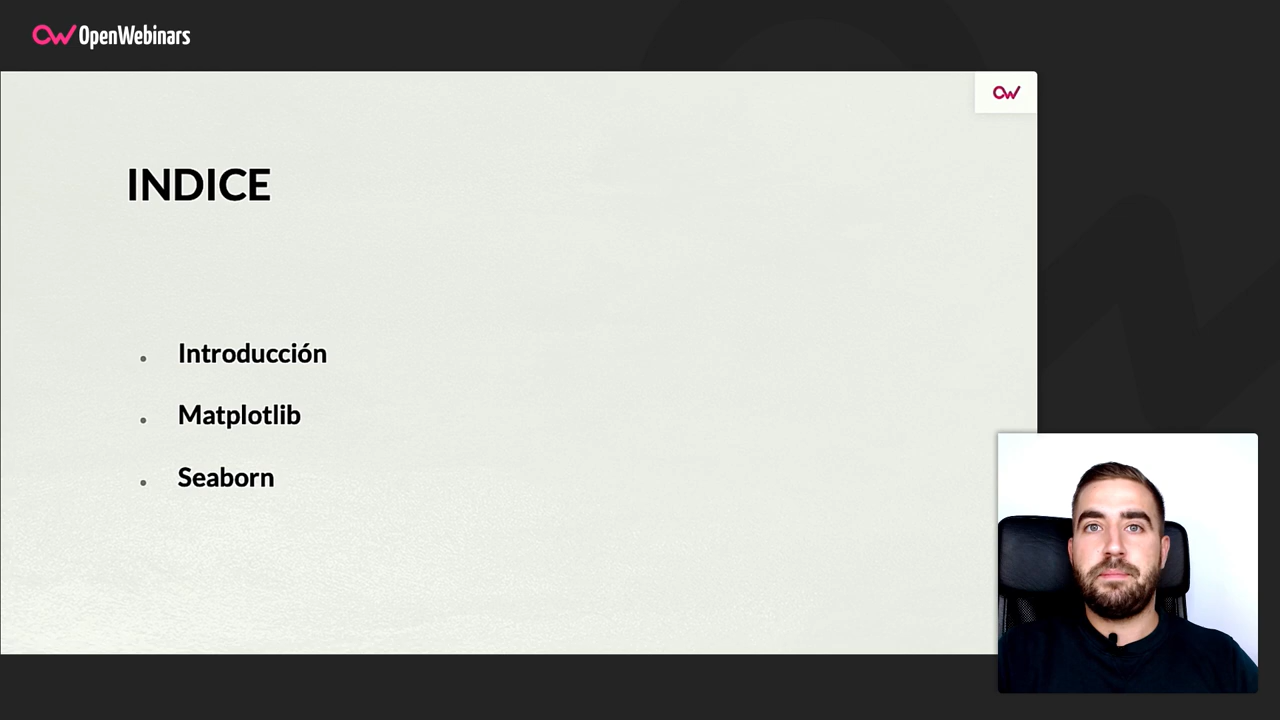 OpenWebinars
INDICE
Introducción
Matplotlib
Seaborn